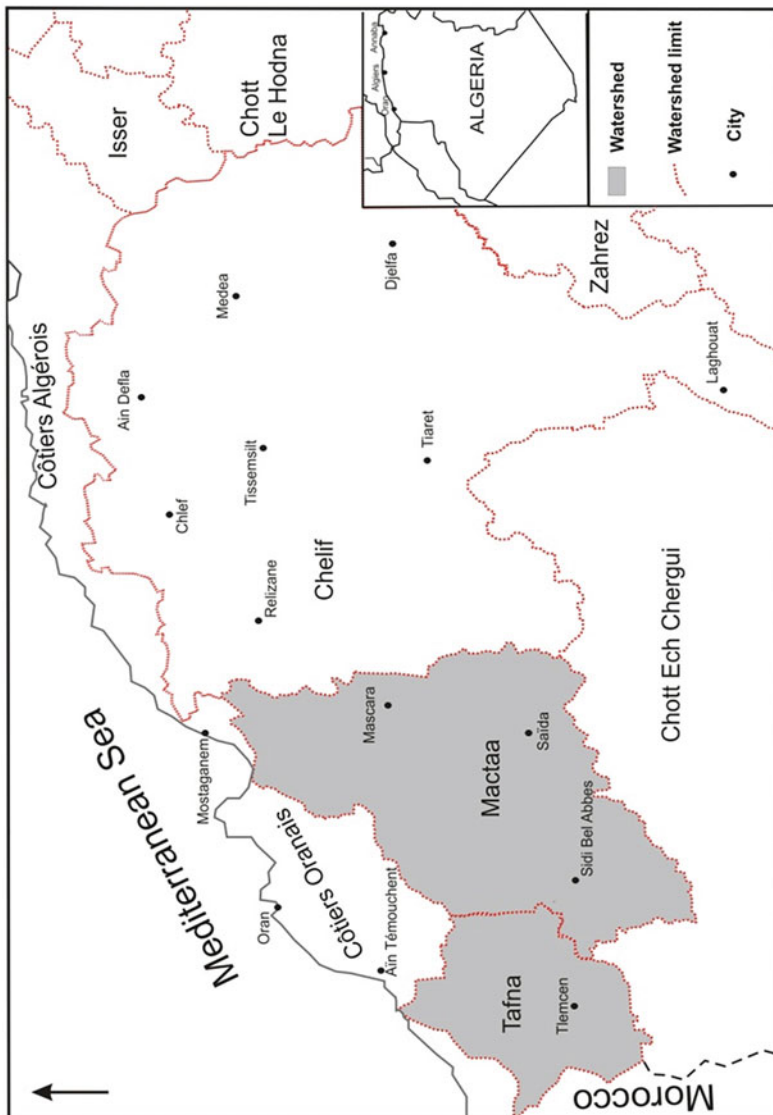 Mediterranean Sea
Côtiers Algérois
Isser
Chott
Le Hodna
Ain Defla
Medea
Chlef
Tissemsilt
Mostaganem
Relizane
Oran
Côtiers Oranais
Chelif
Djelfa
Tiaret
Mascara
Aïn Témouchent
Zahrez
Mactaa
Saïda
Tafna
Sidi Bel Abbes
Tlemcen
Chott Ech Chergui
Laghouat
Morocco
Annaba
Algiers
Oran
ALGERIA
Watershed
Watershed limit
City